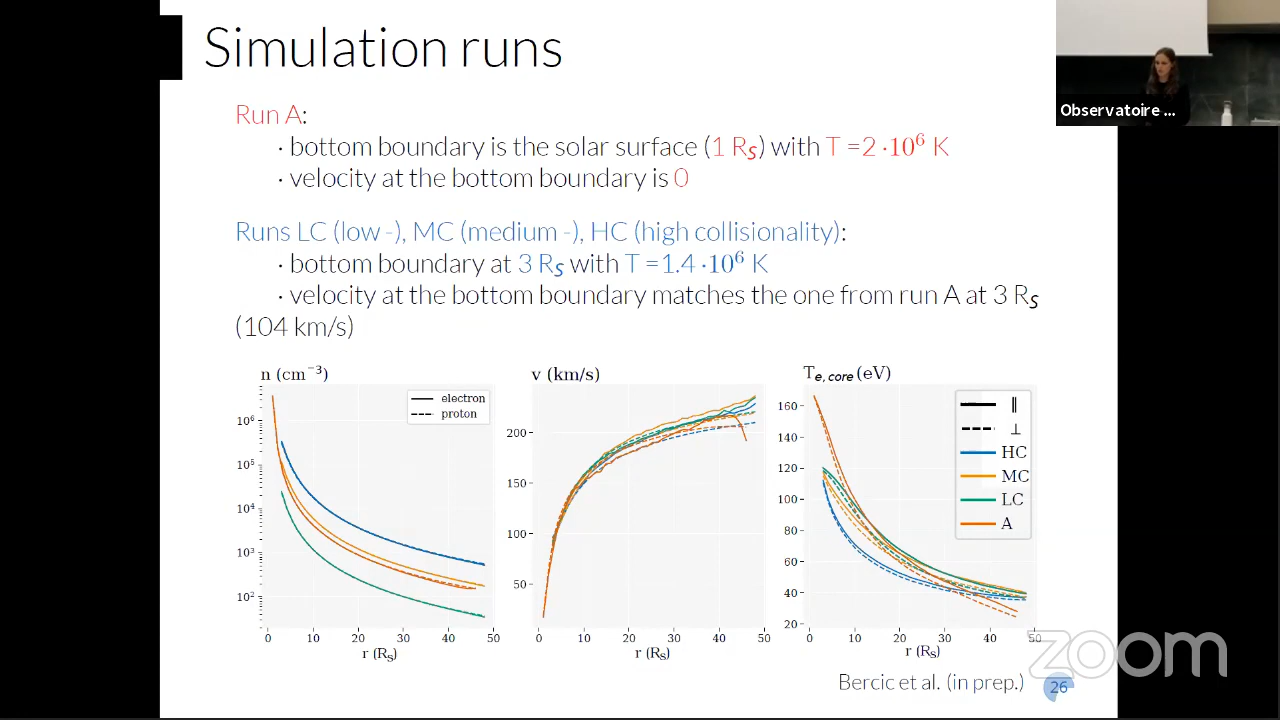 Simulation runs
Observatoire ...
Run A:
· bottom boundary is the solar surface (1 R_S) with T =2 ·10⁶ K
· velocity at the bottom boundary is 0
Runs LC (low -), MC (medium -), HC (high collisionality):
· bottom boundary at 3 R_S with T =1.4 ·10⁶ K
· velocity at the bottom boundary matches the one from run A at 3 R_S
(104 km/s)
n (cm⁻³)
electron
proton
10⁶
10⁵
10⁴
10³
10²
0 10 20 30 40 50
r (R_S)
v (km/s)
200
150
100
50
0 10 20 30 40 50
r (R_S)
T_e,core (eV)
∥
⊥
HC
MC
LC
A
160
140
120
100
80
60
40
20
0 10 20 30 40 50
r (R_S)
zoom
Bercic et al. (in prep.)
26